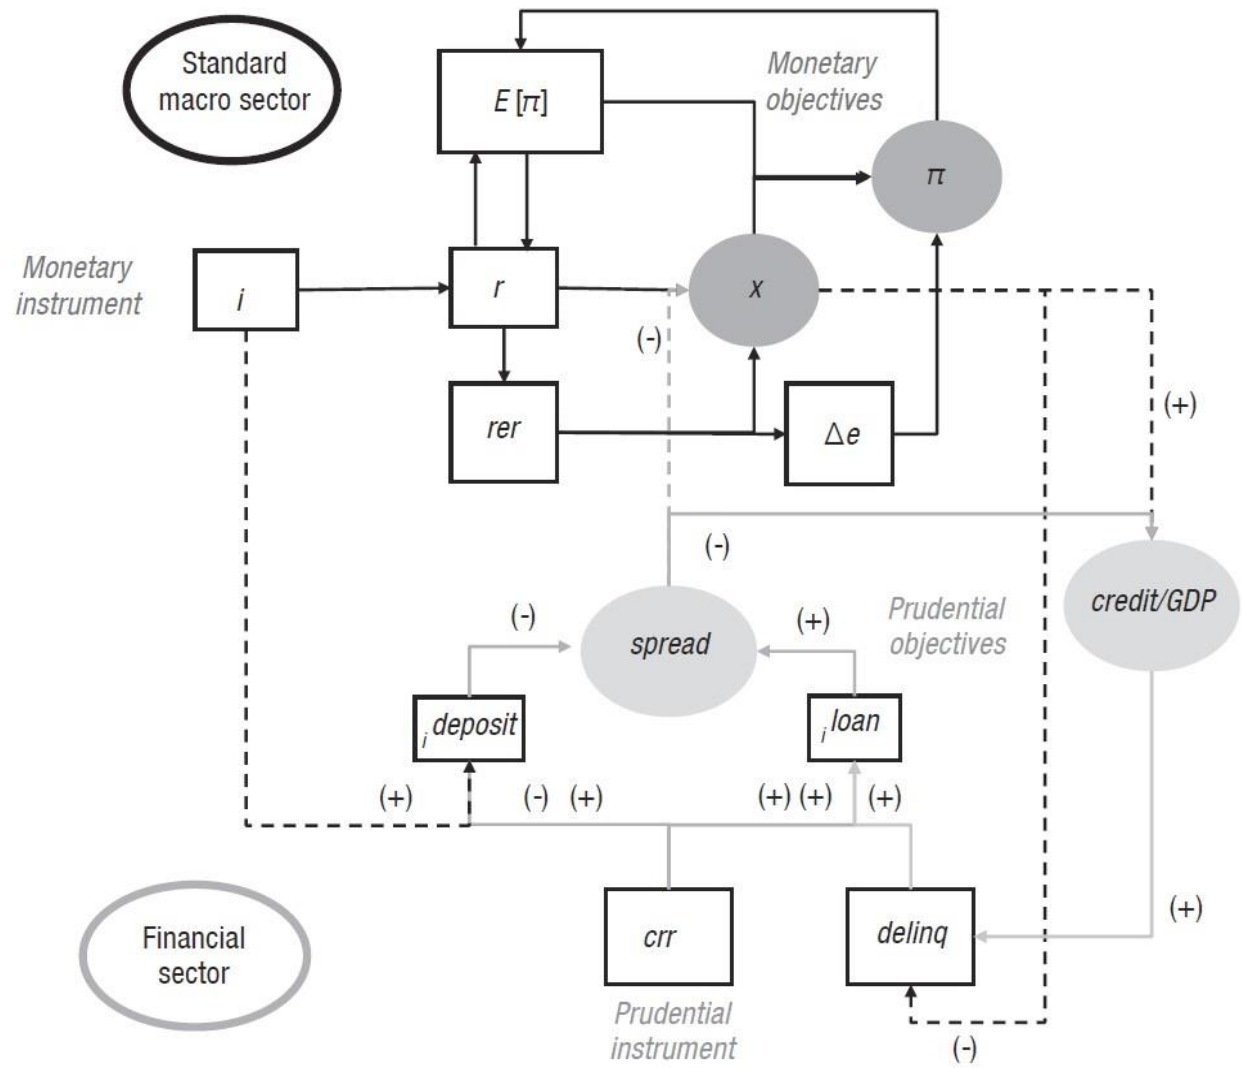 Standard
macro sector
E [π]
Monetary
objectives
π
Monetary
instrument
i
r
x
(-)
rer
Δe
(+)
(-)
credit/GDP
Prudential
objectives
(-)
spread
(+)
i deposit
i loan
(+)
(-) (+)
(+) (+)
(+)
Financial
sector
crr
delinq
(+)
Prudential
instrument
(-)